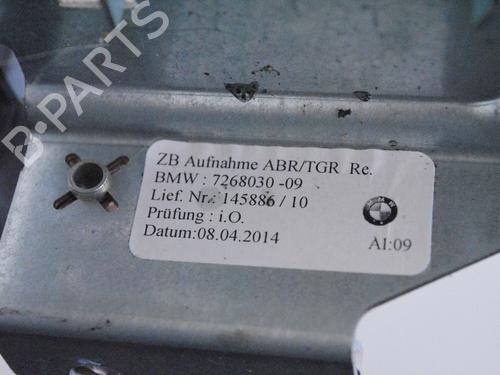 B-PARTS
ZB Aufnahme ABR/TGR Re.
BMW : 7268030 -09
Lief. Nr.: 145886 / 10
Prüfung : i.O.
Datum:08.04.2014
AI:09